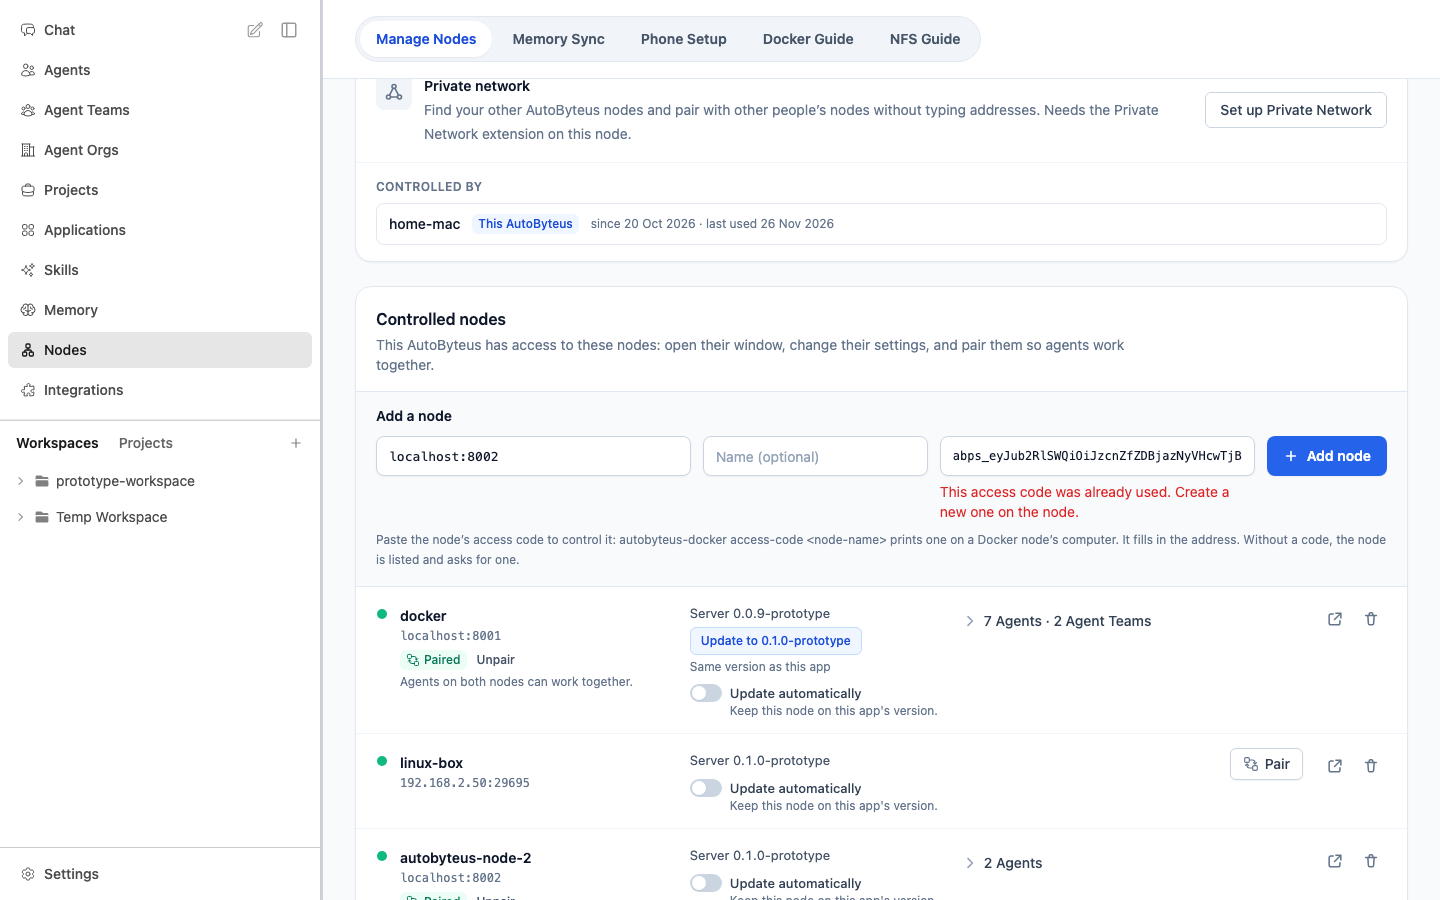 Chat
Agents
Agent Teams
Agent Orgs
Projects
Applications
Skills
Memory
Nodes
Integrations
Workspaces
Projects
prototype-workspace
Temp Workspace
Settings
Manage Nodes
Memory Sync
Phone Setup
Docker Guide
NFS Guide
Private network
Find your other AutoByteus nodes and pair with other people’s nodes without typing addresses. Needs the Private
Network extension on this node.
Set up Private Network
CONTROLLED BY
home-mac This AutoByteus since 20 Oct 2026 · last used 26 Nov 2026
Controlled nodes
This AutoByteus has access to these nodes: open their window, change their settings, and pair them so agents work
together.
Add a node
localhost:8002
Name (optional)
abps_eyJub2RlSWQiOiJzcnZfZDBjazNyVHcwTjB
Add node
This access code was already used. Create a
new one on the node.
Paste the node’s access code to control it: autobyteus-docker access-code <node-name> prints one on a Docker node’s computer. It fills in the address. Without a code, the node
is listed and asks for one.
docker
localhost:8001
Paired Unpair
Agents on both nodes can work together.
Server 0.0.9-prototype
Update to 0.1.0-prototype
Same version as this app
Update automatically
Keep this node on this app's version.
7 Agents · 2 Agent Teams
linux-box
192.168.2.50:29695
Server 0.1.0-prototype
Update automatically
Keep this node on this app's version.
Pair
autobyteus-node-2
localhost:8002
Paired Unpair
Server 0.1.0-prototype
Update automatically
Keep this node on this app's version.
2 Agents